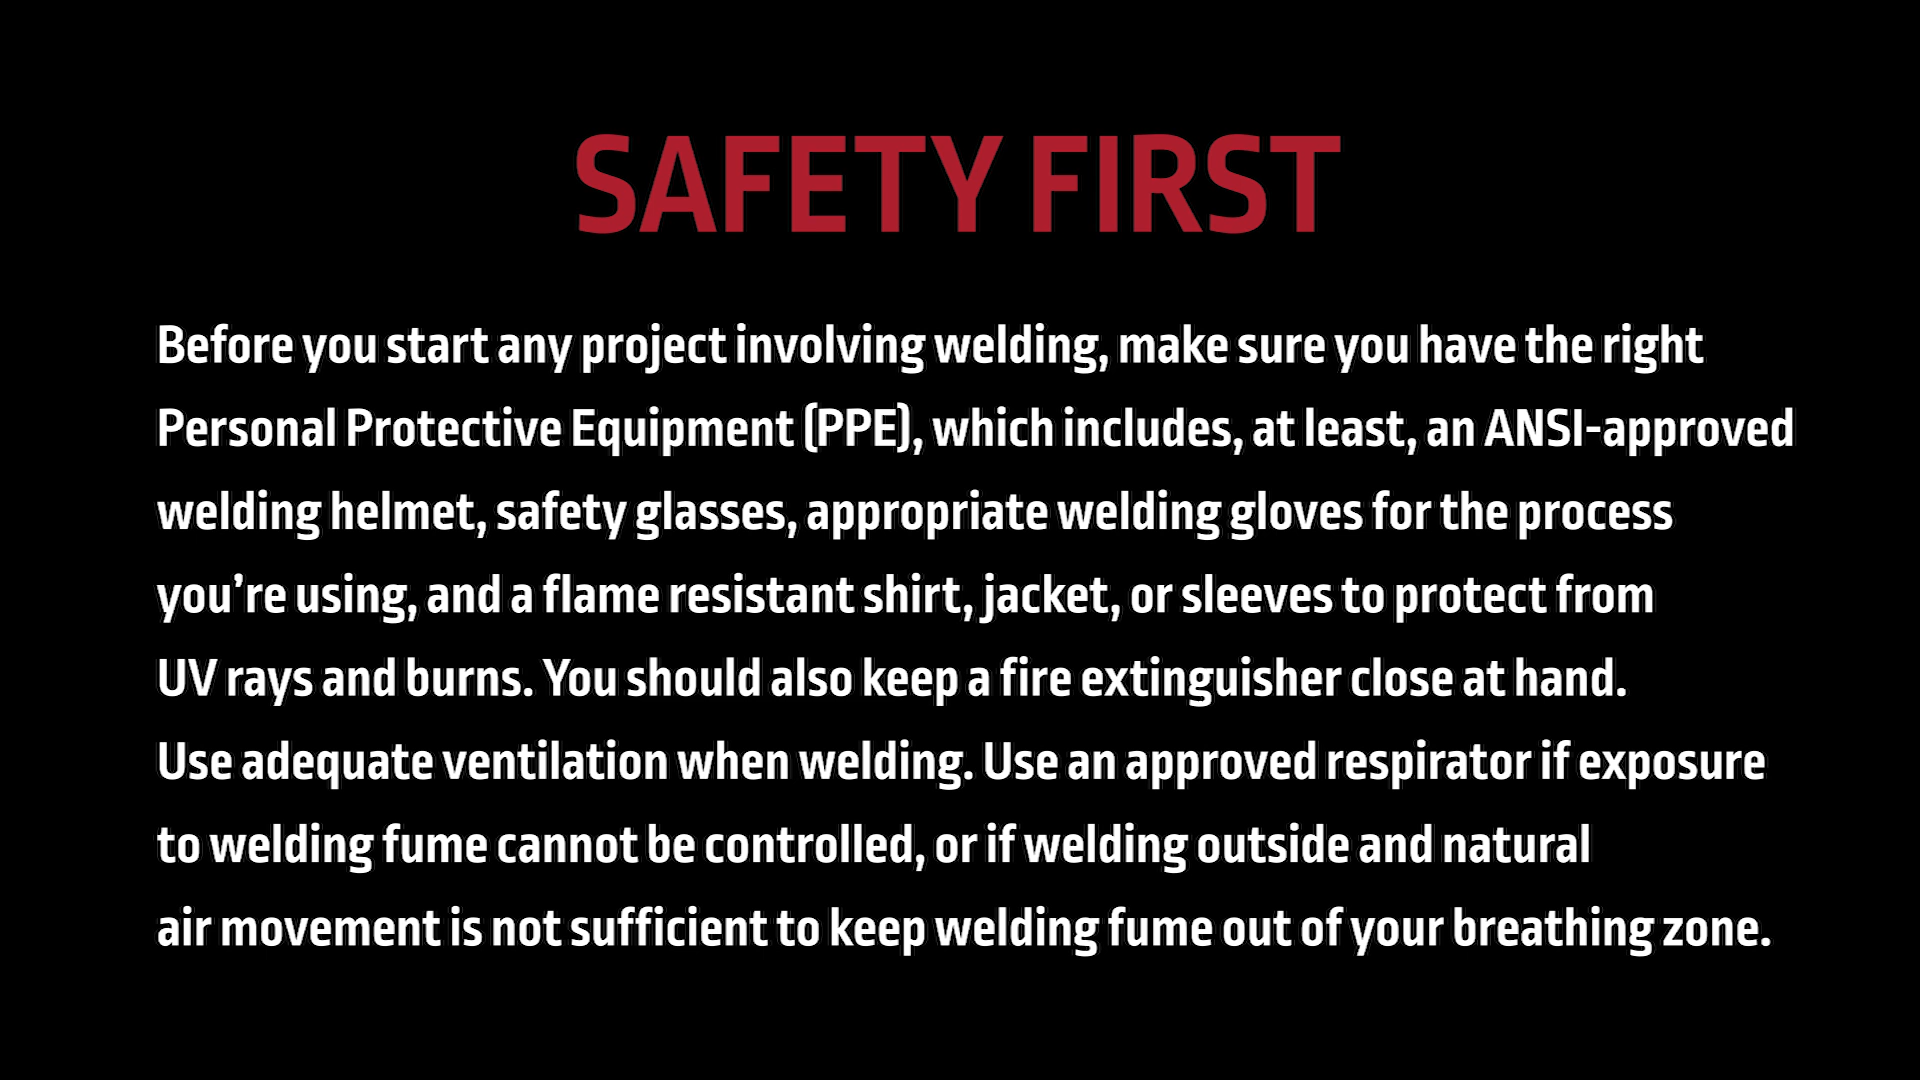 SAFETY FIRST
Before you start any project involving welding, make sure you have the right
Personal Protective Equipment (PPE), which includes, at least, an ANSI-approved
welding helmet, safety glasses, appropriate welding gloves for the process
you’re using, and a flame resistant shirt, jacket, or sleeves to protect from
UV rays and burns. You should also keep a fire extinguisher close at hand.
Use adequate ventilation when welding. Use an approved respirator if exposure
to welding fume cannot be controlled, or if welding outside and natural
air movement is not sufficient to keep welding fume out of your breathing zone.